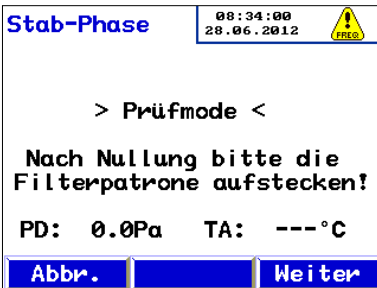 Stab-Phase
08:34:00
28.06.2012
FREQ
> Prüfmode <
Nach Nullung bitte die
Filterpatrone aufstecken!
PD: 0.0Pa TA: ---°C
Abbr. Weiter